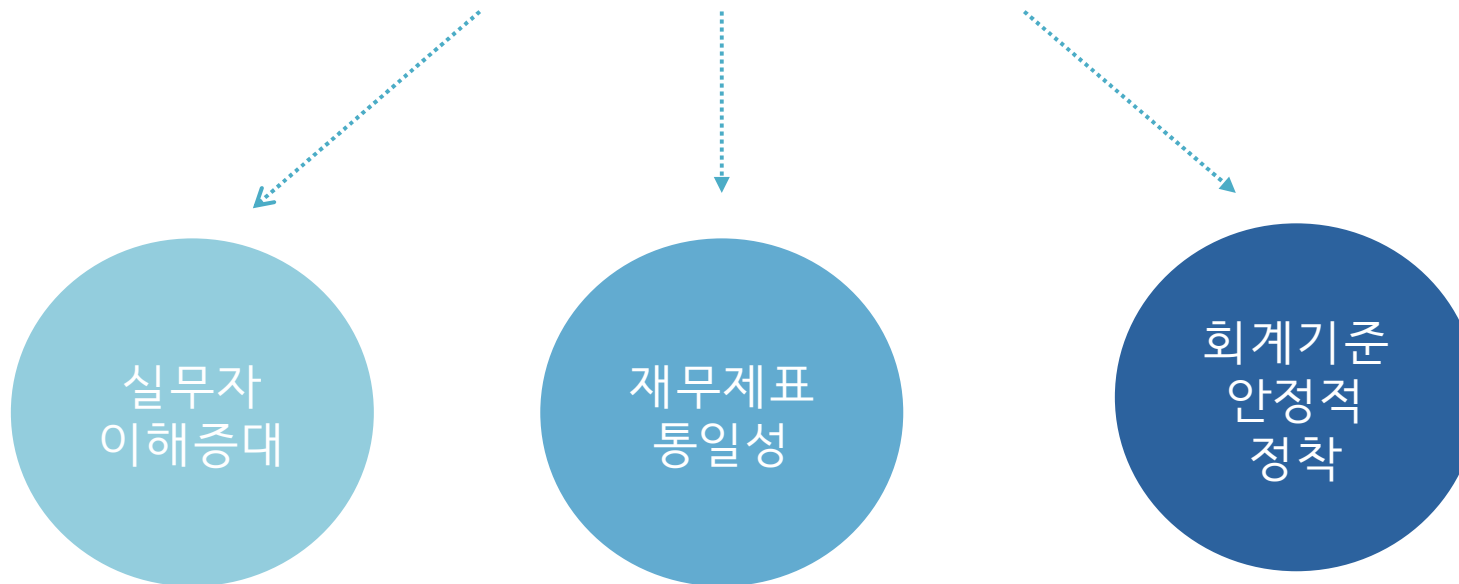 실무자
이해증대
재무제표
통일성
회계기준
안정적
정착